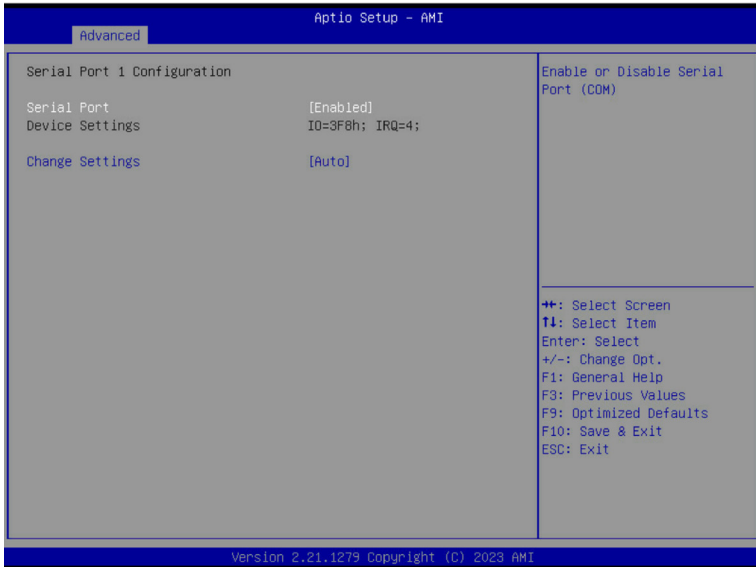 Aptio Setup – AMI
Advanced
Serial Port 1 Configuration
Serial Port [Enabled]
Device Settings IO=3F8h; IRQ=4;
Change Settings [Auto]
Enable or Disable Serial
Port (COM)
→←: Select Screen
↑↓: Select Item
Enter: Select
+/-: Change Opt.
F1: General Help
F3: Previous Values
F9: Optimized Defaults
F10: Save & Exit
ESC: Exit
Version 2.21.1279 Copyright (C) 2023 AMI